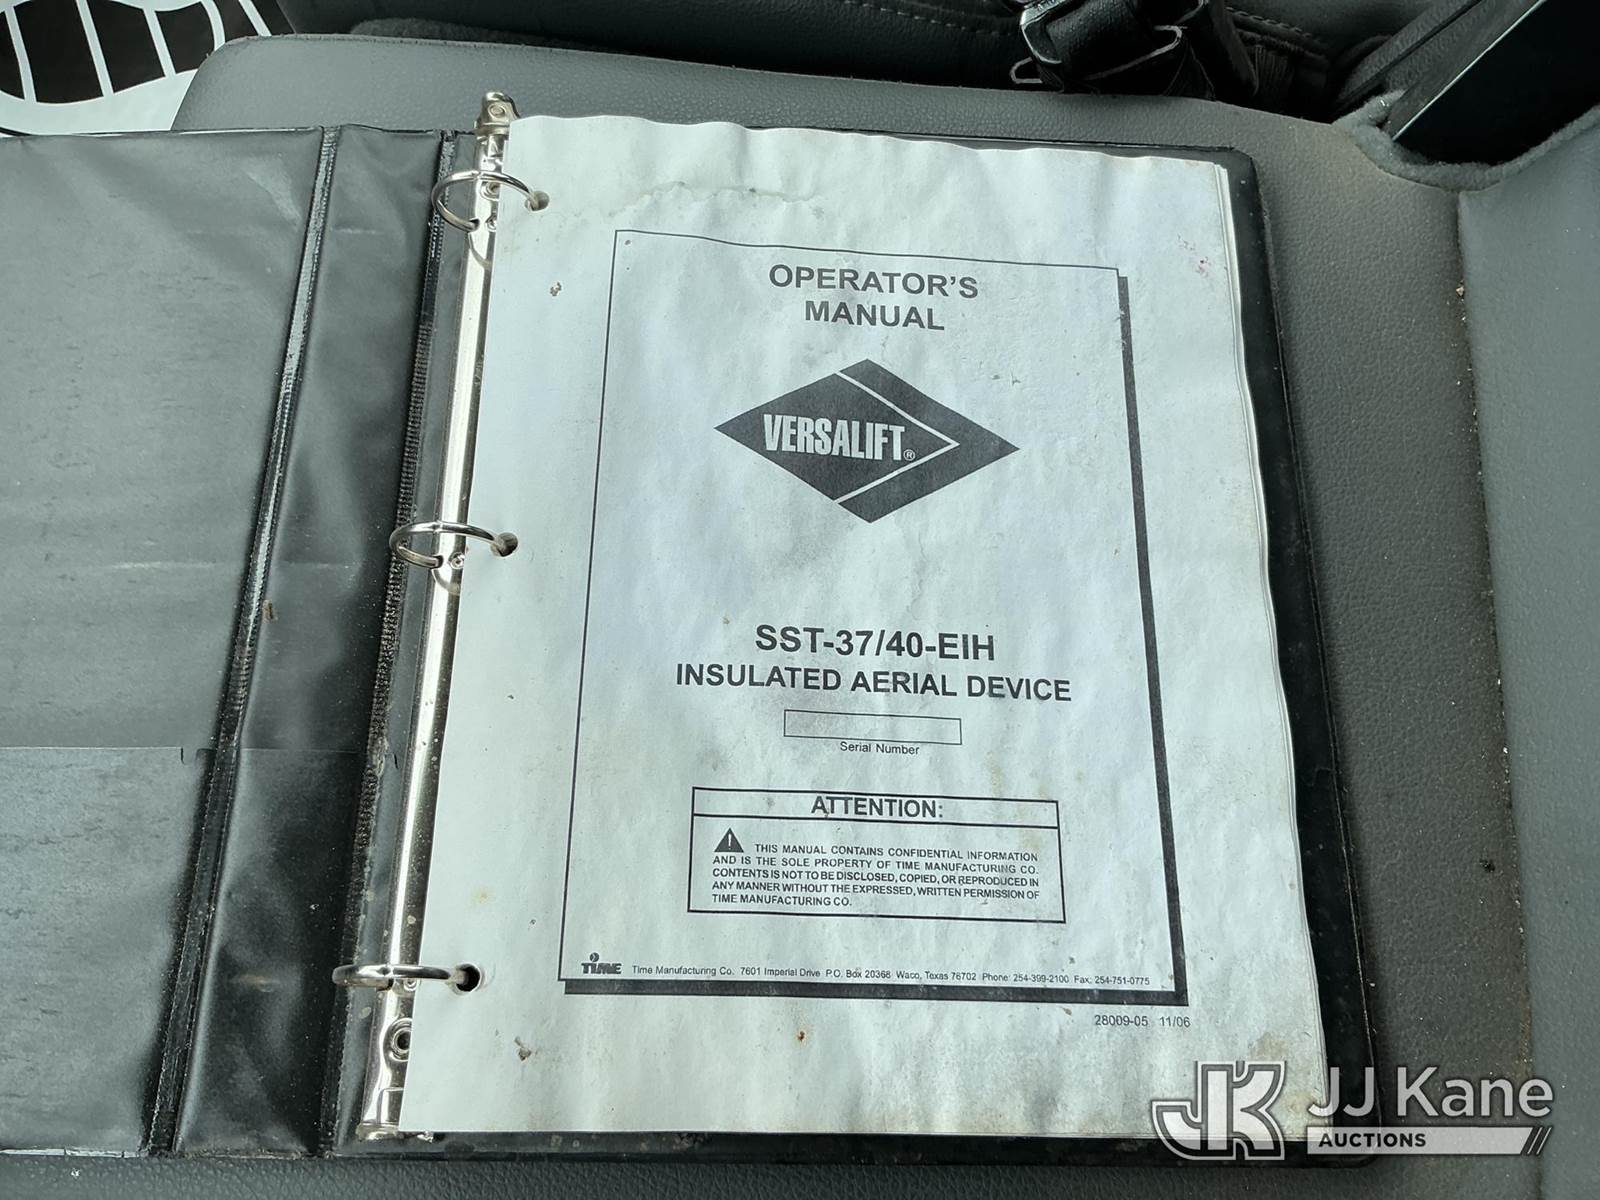 OPERATOR'S
MANUAL
VERSALIFT®
SST-37/40-EIH
INSULATED AERIAL DEVICE
Serial Number
ATTENTION:
THIS MANUAL CONTAINS CONFIDENTIAL INFORMATION
AND IS THE SOLE PROPERTY OF TIME MANUFACTURING CO.
CONTENTS IS NOT TO BE DISCLOSED, COPIED, OR REPRODUCED IN
ANY MANNER WITHOUT THE EXPRESSED, WRITTEN PERMISSION OF
TIME MANUFACTURING CO.
TIME Time Manufacturing Co. 7601 Imperial Drive P.O. Box 20368 Waco, Texas 76702 Phone: 254-399-2100 Fax: 254-751-0775
28009-05 11/06
JK JJ Kane
AUCTIONS